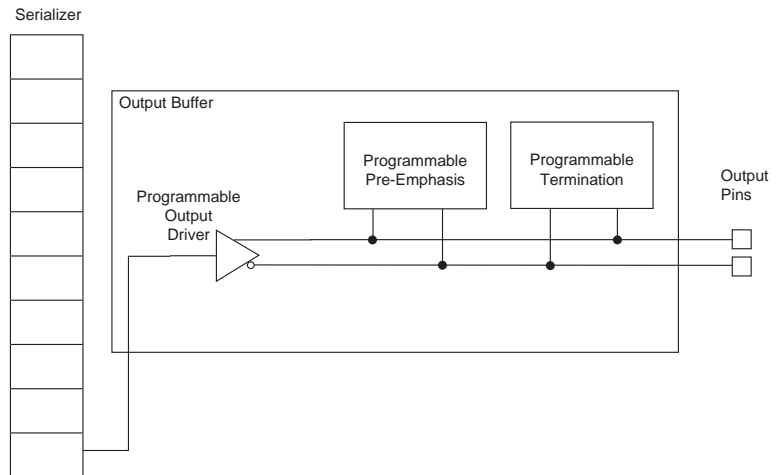 Serializer
Output Buffer
Programmable
Pre-Emphasis
Programmable
Termination
Output
Pins
Programmable
Output
Driver